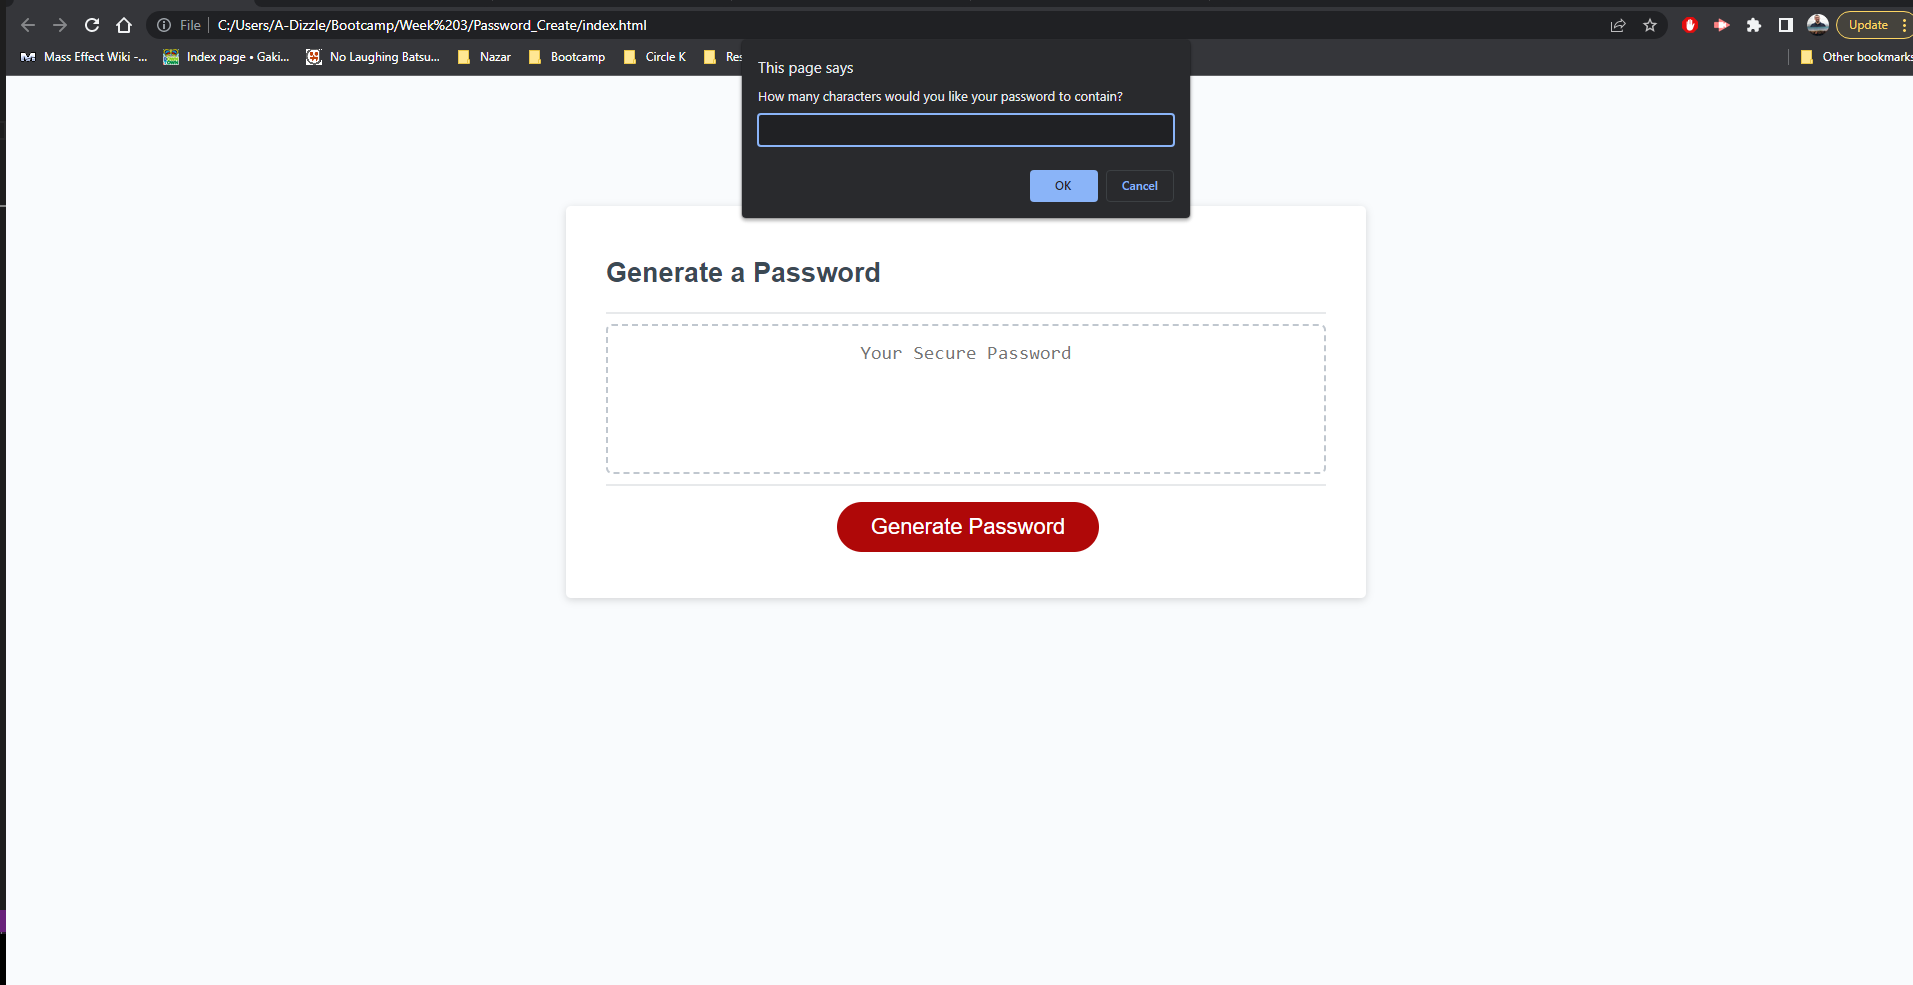 File C:/Users/A-Dizzle/Bootcamp/Week%203/Password_Create/index.html Update
Mass Effect Wiki -... Index page • Gaki... No Laughing Batsu... Nazar Bootcamp Circle K Res Other bookmarks
This page says
How many characters would you like your password to contain?
OK Cancel
Generate a Password
Your Secure Password
Generate Password